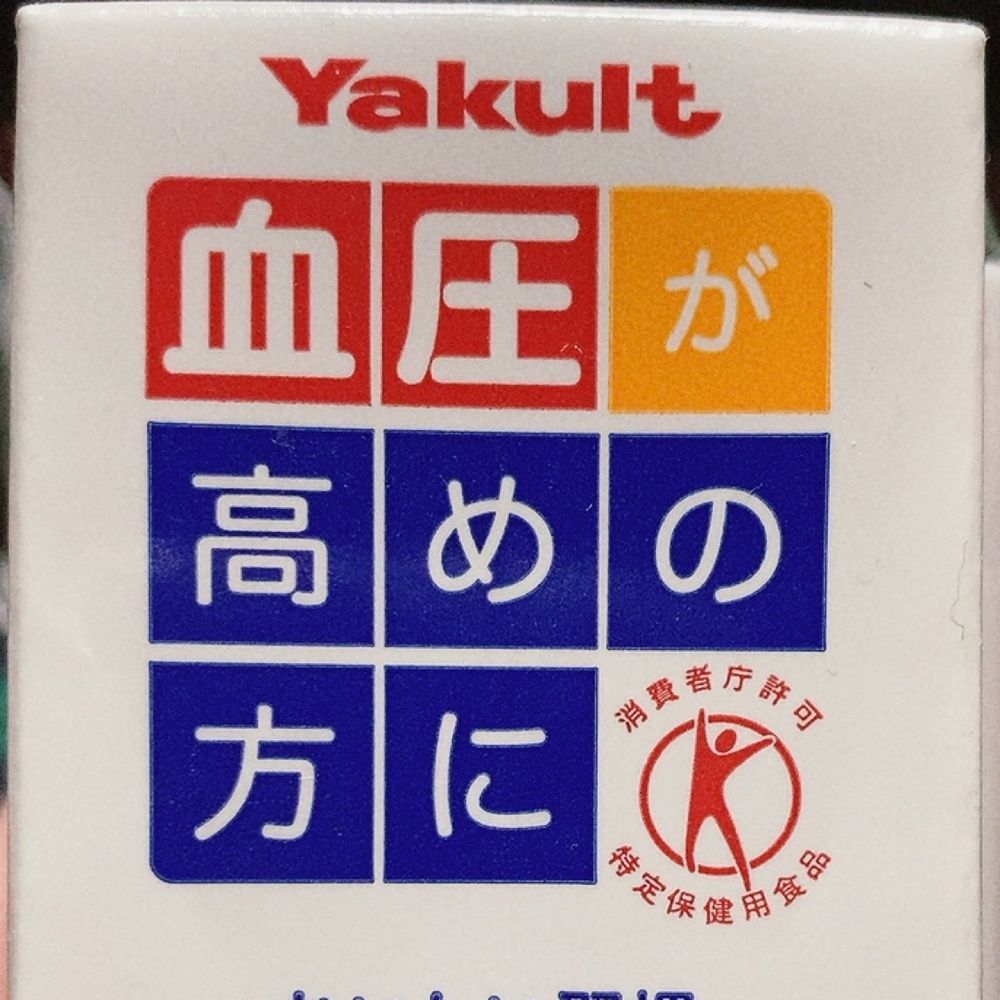 Yakult
血圧が
高めの
方に
消費者庁許可
特定保健用食品